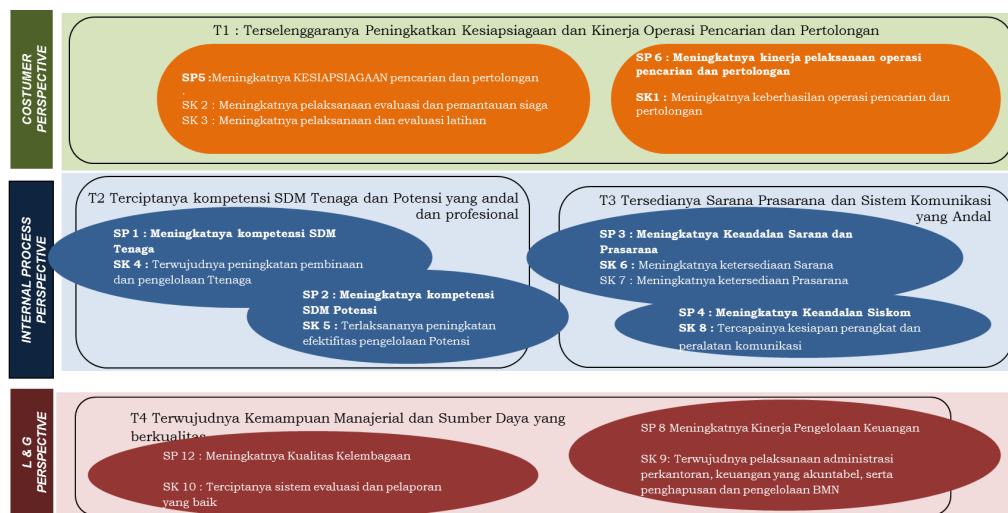 COSTUMER
PERSPECTIVE
T1 : Terselenggaranya Peningkatkan Kesiapsiagaan dan Kinerja Operasi Pencarian dan Pertolongan
SP5 :Meningkatnya KESIAPSIAGAAN pencarian dan pertolongan
.
SK 2 : Meningkatnya pelaksanaan evaluasi dan pemantauan siaga
SK 3 : Meningkatnya pelaksanaan dan evaluasi latihan
SP 6 : Meningkatnya kinerja pelaksanaan operasi
pencarian dan pertolongan
SK1 : Meningkatnya keberhasilan operasi pencarian dan
pertolongan
INTERNAL PROCESS
PERSPECTIVE
T2 Terciptanya kompetensi SDM Tenaga dan Potensi yang andal
dan profesional
SP 1 : Meningkatnya kompetensi SDM
Tenaga
SK 4 : Terwujudnya peningkatan pembinaan
dan pengelolaan Ttenaga
SP 2 : Meningkatnya kompetensi
SDM Potensi
SK 5 : Terlaksananya peningkatan
efektifitas pengelolaan Potensi
T3 Tersedianya Sarana Prasarana dan Sistem Komunikasi
yang Andal
SP 3 : Meningkatnya Keandalan Sarana dan
Prasarana
SK 6 : Meningkatnya ketersediaan Sarana
SK 7 : Meningkatnya ketersediaan Prasarana
SP 4 : Meningkatnya Keandalan Siskom
SK 8 : Tercapainya kesiapan perangkat dan
peralatan komunikasi
L & G
PERSPECTIVE
T4 Terwujudnya Kemampuan Manajerial dan Sumber Daya yang
berkualitas
SP 12 : Meningkatnya Kualitas Kelembagaan
SK 10 : Terciptanya sistem evaluasi dan pelaporan
yang baik
SP 8 Meningkatnya Kinerja Pengelolaan Keuangan
SK 9: Terwujudnya pelaksanaan administrasi
perkantoran, keuangan yang akuntabel, serta
penghapusan dan pengelolaan BMN